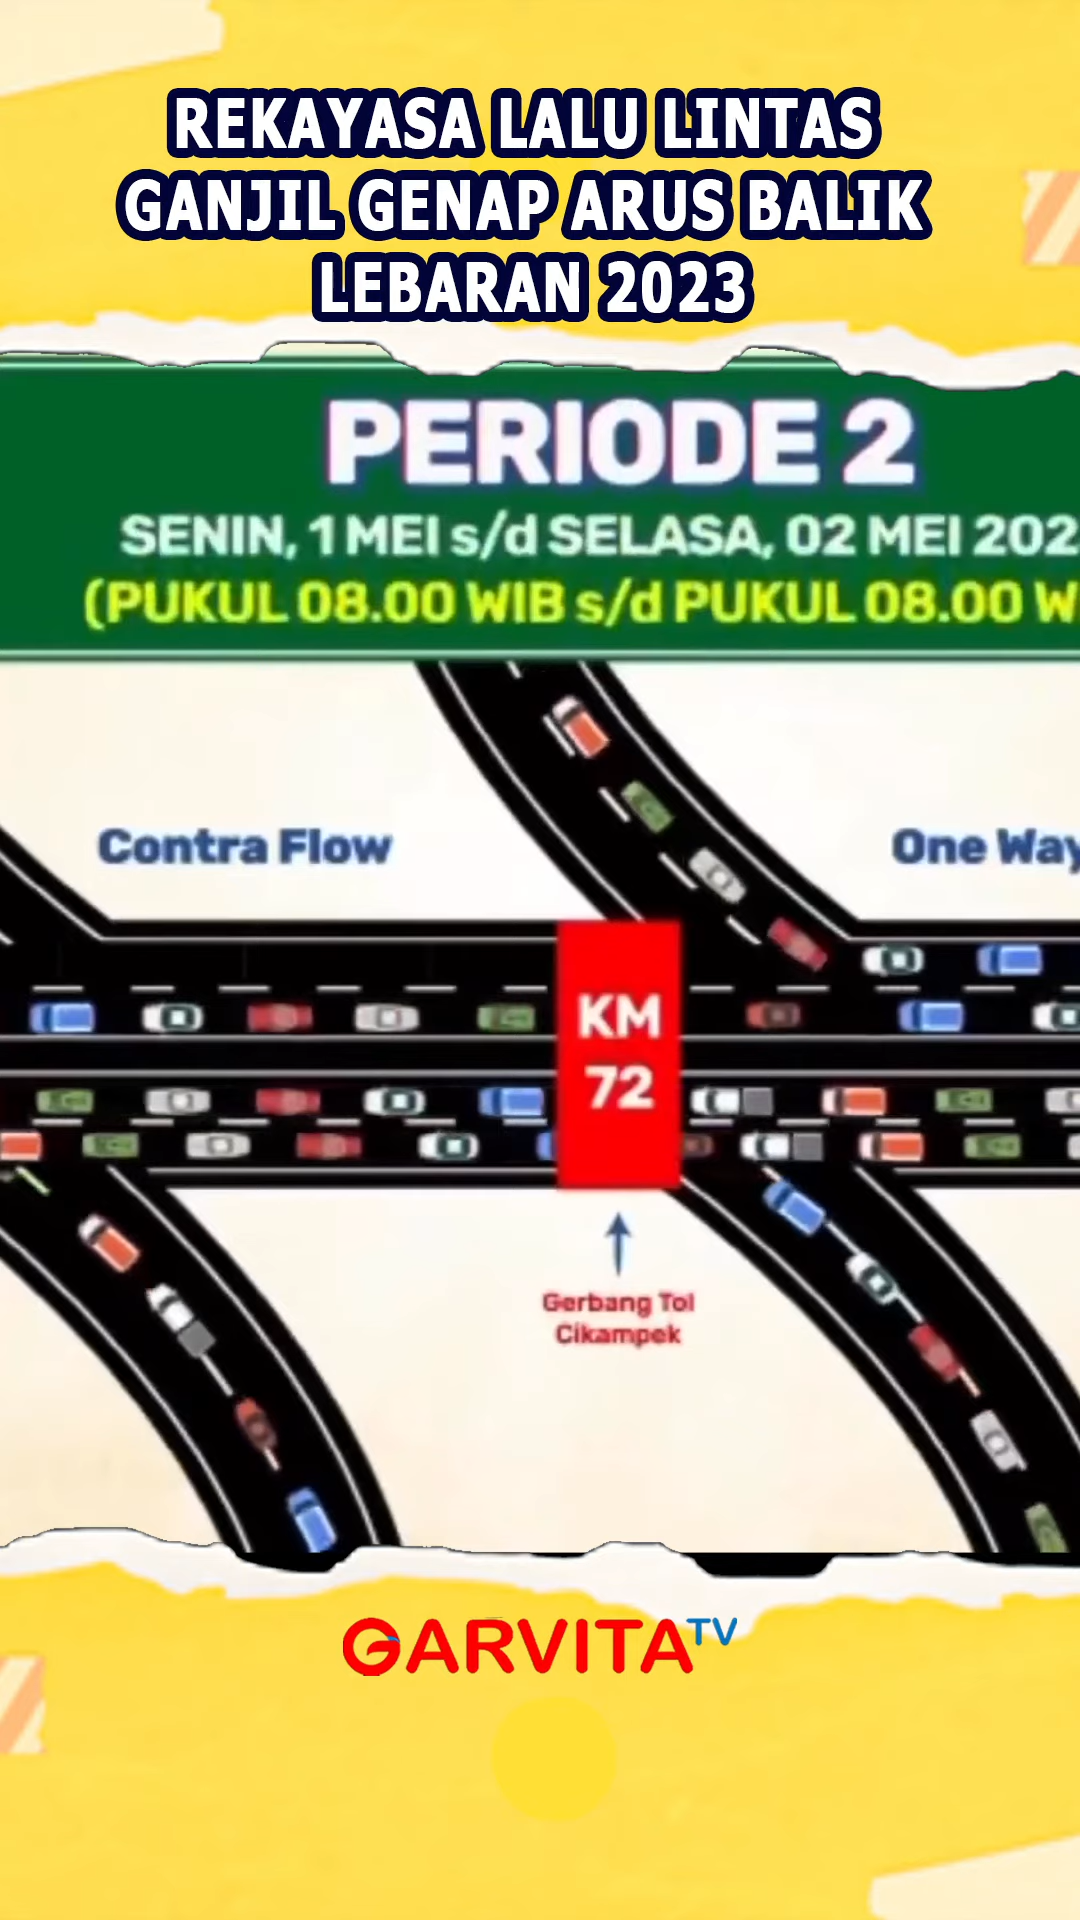 REKAYASA LALU LINTAS
GANJIL GENAP ARUS BALIK
LEBARAN 2023
PERIODE 2
SENIN, 1 MEI s/d SELASA, 02 MEI 202
(PUKUL 08.00 WIB s/d PUKUL 08.00 W
Contra Flow
One Way
KM
72
Gerbang Tol
Cikampek
GARVITA TV